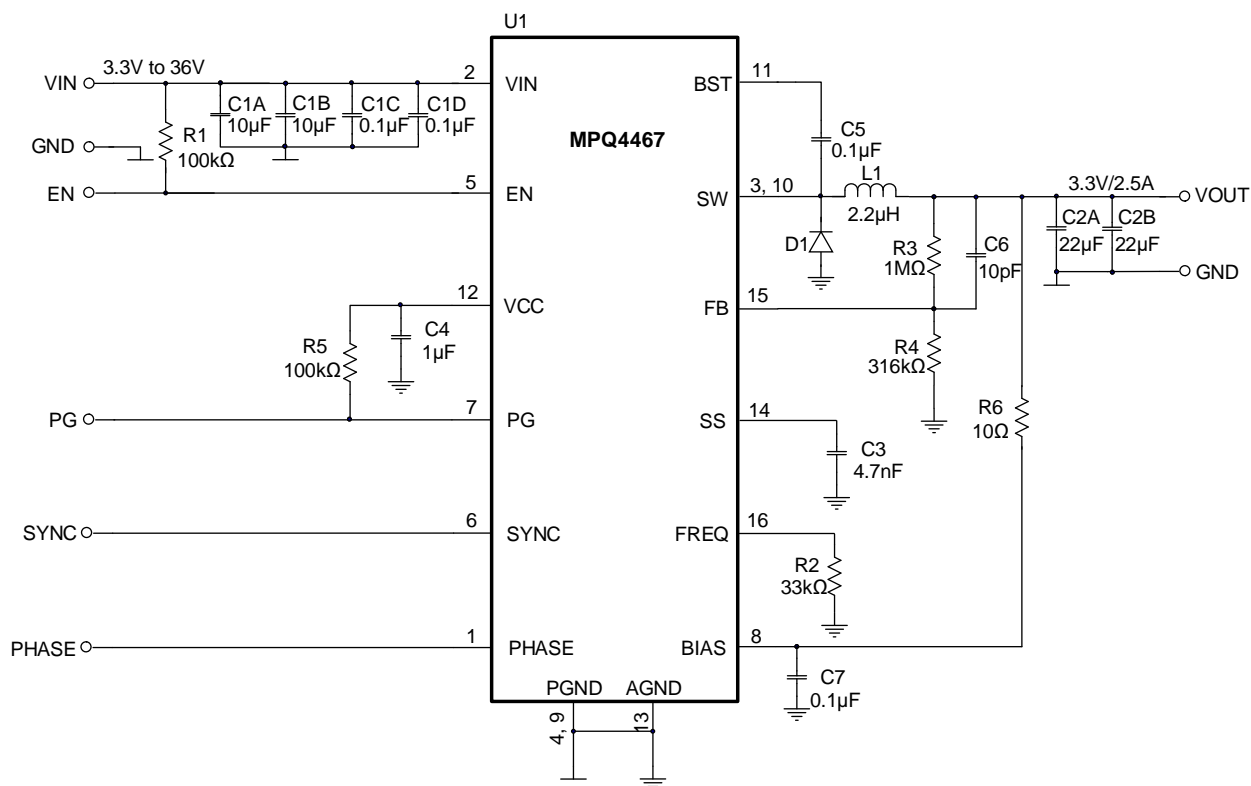 U1
VIN
3.3V to 36V
2
VIN
C1A
10µF
C1B
10µF
C1C
0.1µF
C1D
0.1µF
GND
R1
100kΩ
EN
5
EN
MPQ4467
BST
11
C5
0.1µF
SW
3, 10
L1
2.2µH
3.3V/2.5A
VOUT
D1
R3
1MΩ
C6
10pF
C2A
22µF
C2B
22µF
GND
12
VCC
C4
1µF
R5
100kΩ
FB
15
R4
316kΩ
PG
7
PG
SS
14
C3
4.7nF
R6
10Ω
SYNC
6
SYNC
FREQ
16
R2
33kΩ
PHASE
1
PHASE
BIAS
8
C7
0.1µF
PGND
AGND
4, 9
13